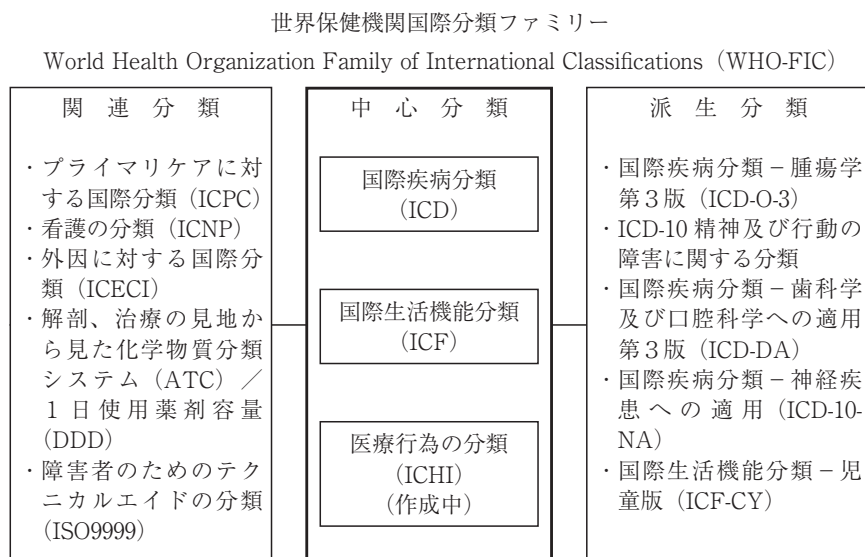 世界保健機関国際分類ファミリー
World Health Organization Family of International Classifications（WHO-FIC）
関連分類
・プライマリケアに対
する国際分類（ICPC）
・看護の分類（ICNP）
・外因に対する国際分
類（ICECI）
・解剖、治療の見地か
ら見た化学物質分類
システム（ATC）／
１日使用薬剤容量
（DDD）
・障害者のためのテク
ニカルエイドの分類
（ISO9999）
中心分類
国際疾病分類
（ICD）
国際生活機能分類
（ICF）
医療行為の分類
（ICHI）
（作成中）
派生分類
・国際疾病分類－腫瘍学
第３版（ICD-O-3）
・ICD-10 精神及び行動の
障害に関する分類
・国際疾病分類－歯科学
及び口腔科学への適用
第３版（ICD-DA）
・国際疾病分類－神経疾
患への適用（ICD-10-
NA）
・国際生活機能分類－児
童版（ICF-CY）